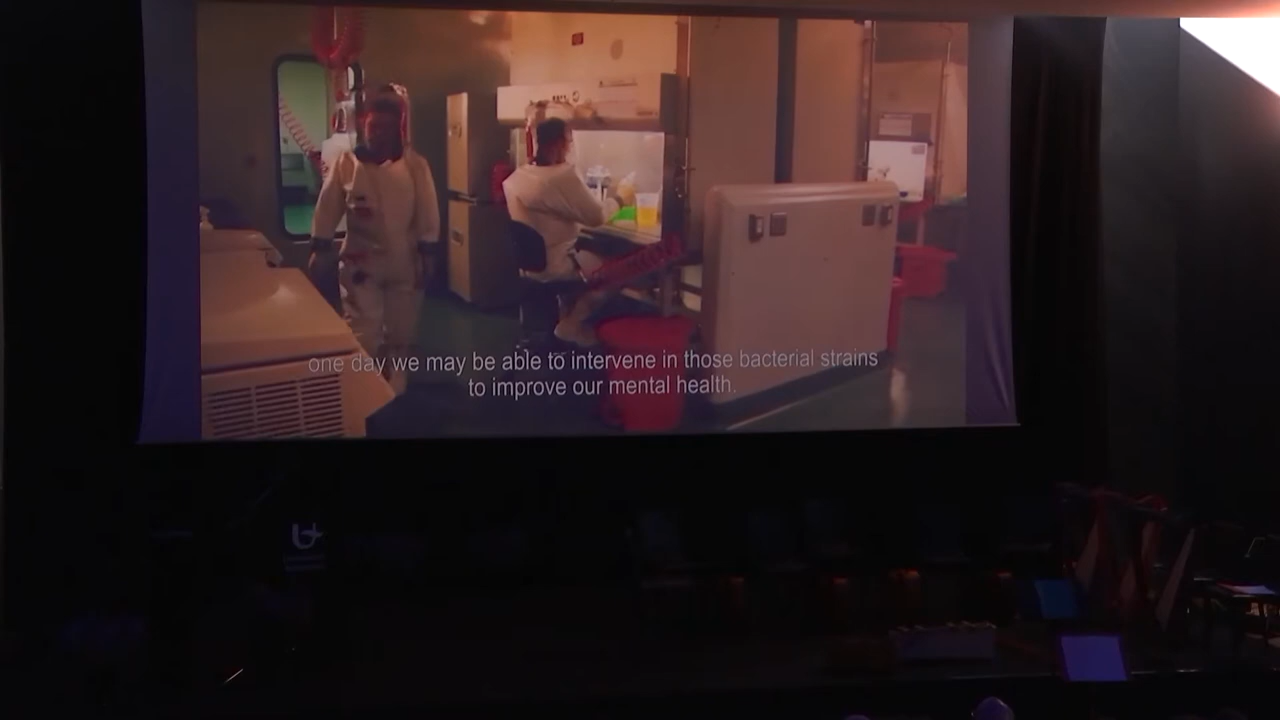 one day we may be able to intervene in those bacterial strains
to improve our mental health.